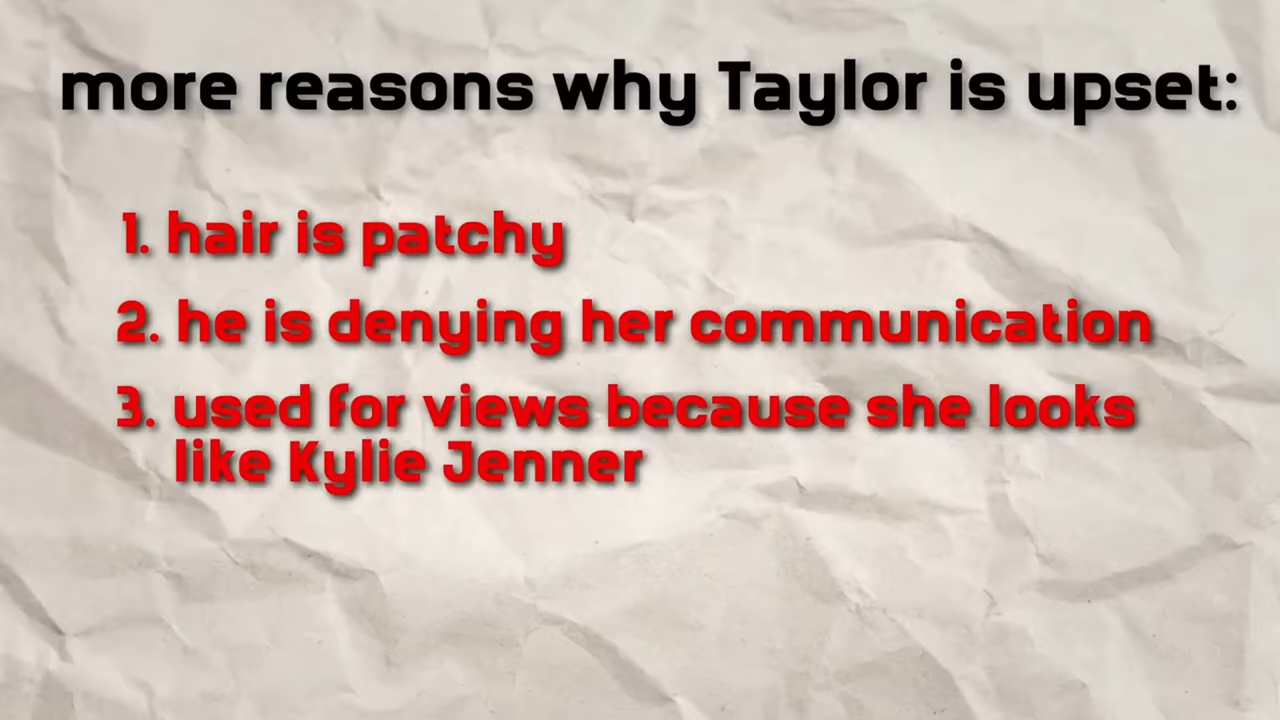 more reasons why Taylor is upset:
1. hair is patchy
2. he is denying her communication
3. used for views because she looks
like Kylie Jenner